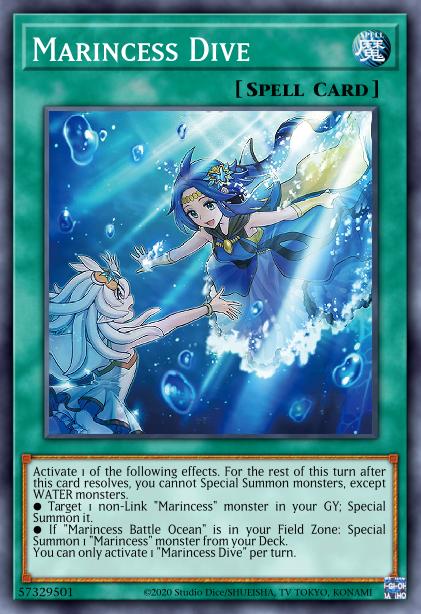 Marincess Dive
SPELL
魔
[SPELL CARD]
Activate 1 of the following effects. For the rest of this turn after
this card resolves, you cannot Special Summon monsters, except
WATER monsters.
● Target 1 non-Link "Marincess" monster in your GY; Special
Summon it.
● If "Marincess Battle Ocean" is in your Field Zone: Special
Summon 1 "Marincess" monster from your Deck.
You can only activate 1 "Marincess Dive" per turn.
57329501
©2020 Studio Dice/SHUEISHA, TV TOKYO, KONAMI